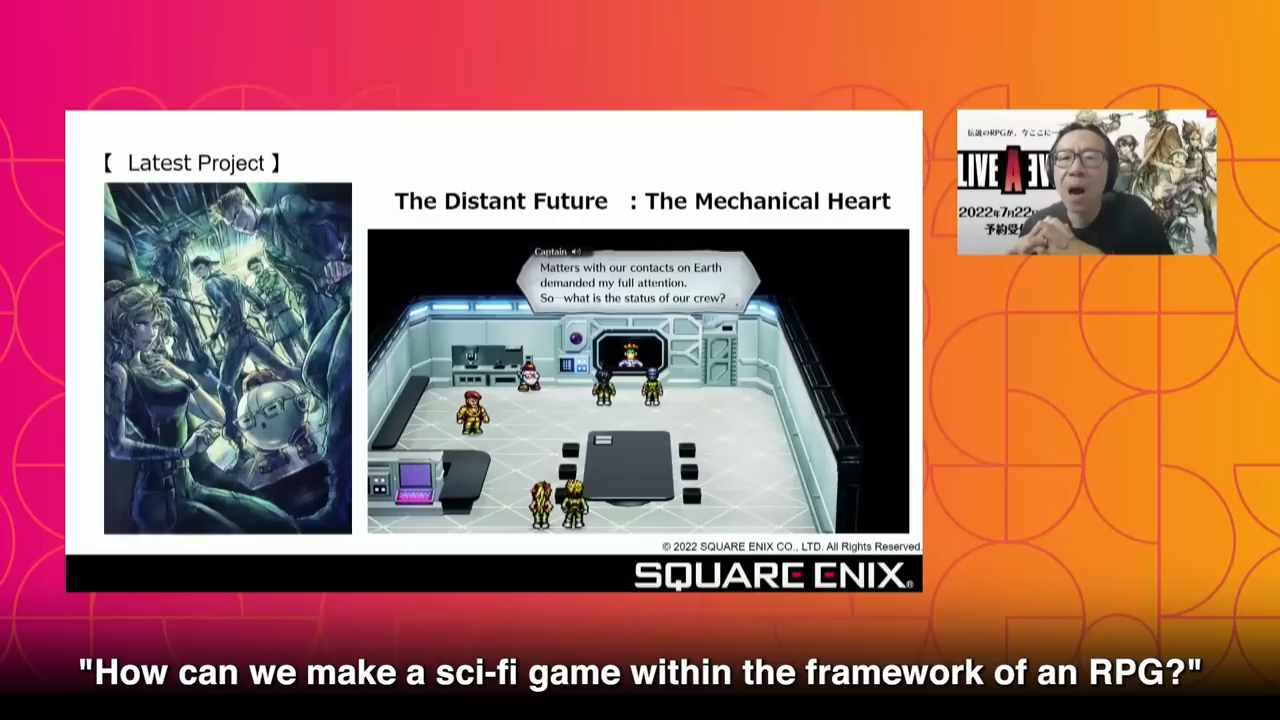 【 Latest Project 】
The Distant Future : The Mechanical Heart
Captain
Matters with our contacts on Earth
demanded my full attention.
So—what is the status of our crew?
© 2022 SQUARE ENIX CO., LTD. All Rights Reserved.
SQUARE ENIX®
伝説のRPGが、今ここに
LIVE A
2022年7月22
予約受
"How can we make a sci-fi game within the framework of an RPG?"